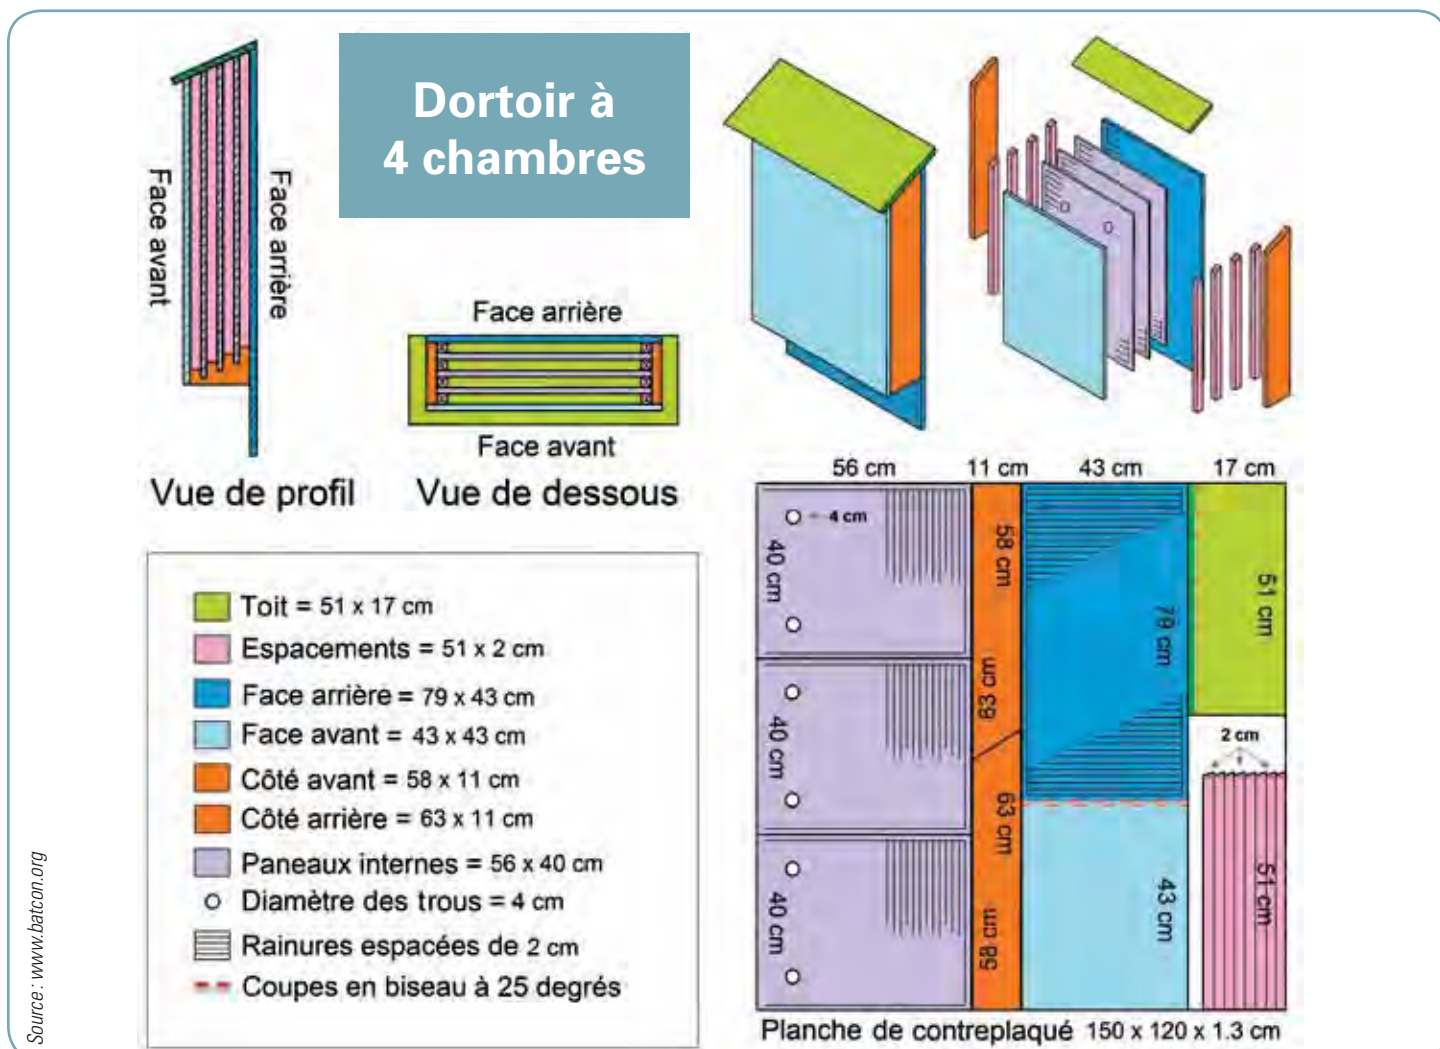 Dortoir à
4 chambres
Face avant
Face arrière
Vue de profil
Face arrière
Face avant
Vue de dessous
Toit = 51 x 17 cm
Espacements = 51 x 2 cm
Face arrière = 79 x 43 cm
Face avant = 43 x 43 cm
Côté avant = 58 x 11 cm
Côté arrière = 63 x 11 cm
Paneaux internes = 56 x 40 cm
Diamètre des trous = 4 cm
Rainures espacées de 2 cm
Coupes en biseau à 25 degrés
56 cm 11 cm 43 cm 17 cm
4 cm
40 cm
40 cm
40 cm
58 cm
63 cm
63 cm
58 cm
79 cm
43 cm
51 cm
2 cm
51 cm
Planche de contreplaqué 150 x 120 x 1.3 cm
Source : www.batcon.org